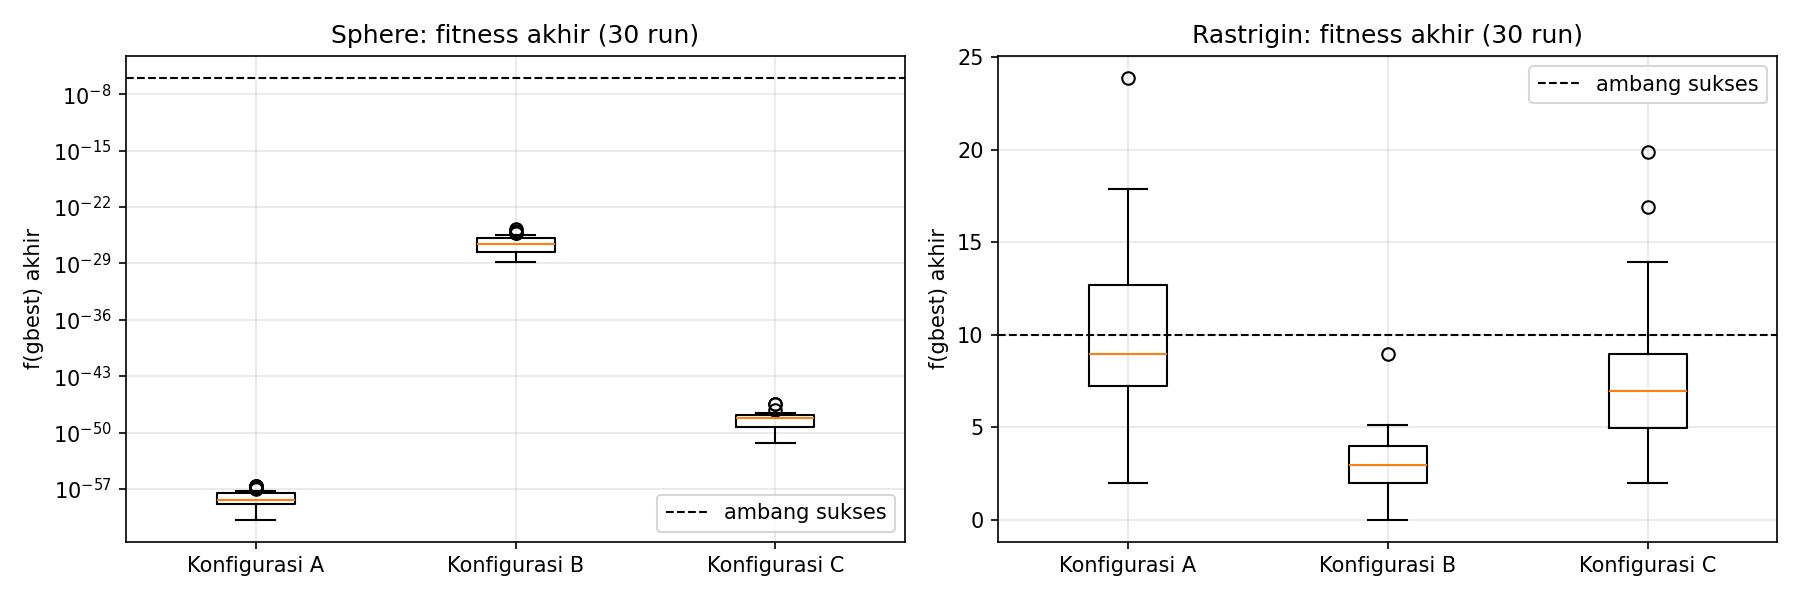 Sphere: fitness akhir (30 run)
f(gbest) akhir
10⁻⁸
10⁻¹⁵
10⁻²²
10⁻²⁹
10⁻³⁶
10⁻⁴³
10⁻⁵⁰
10⁻⁵⁷
ambang sukses
Konfigurasi A
Konfigurasi B
Konfigurasi C
Rastrigin: fitness akhir (30 run)
f(gbest) akhir
25
20
15
10
5
0
ambang sukses
Konfigurasi A
Konfigurasi B
Konfigurasi C